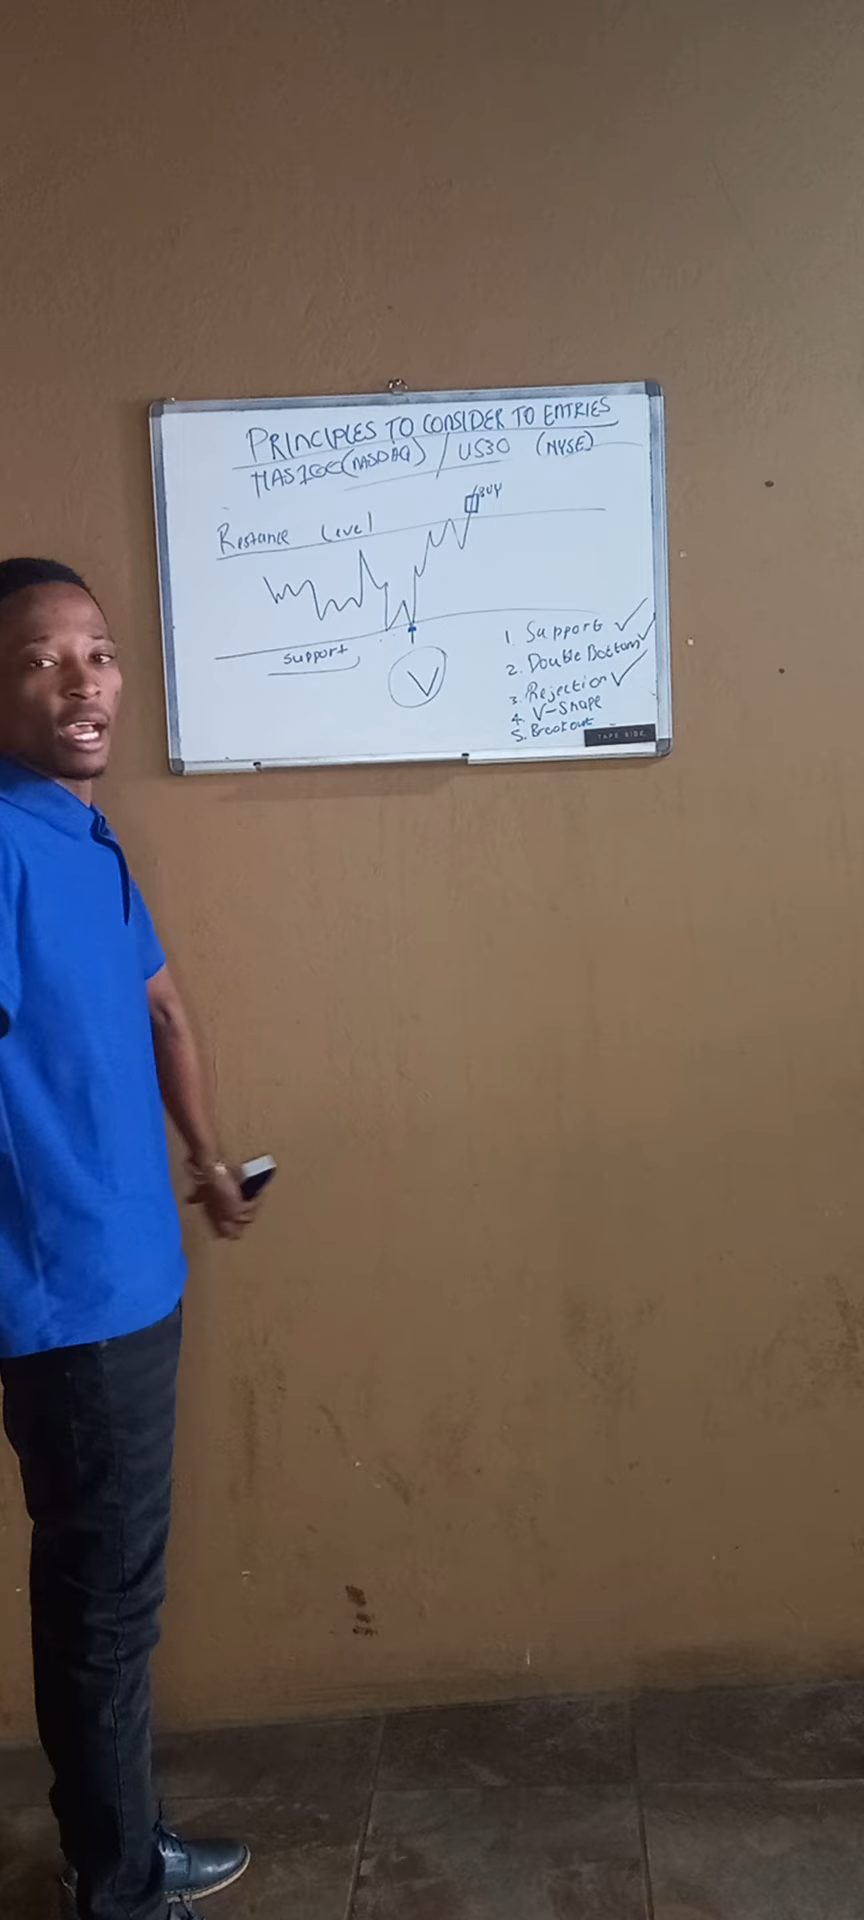 PRINCIPLES TO CONSIDER TO ENTRIES
NAS100(NASDAQ) / US30 (NYSE)
BUY
Restance Level
support
V
1. Support ✓
2. Double Bottom ✓
3. Rejection ✓
4. V-Shape
5. Breakout